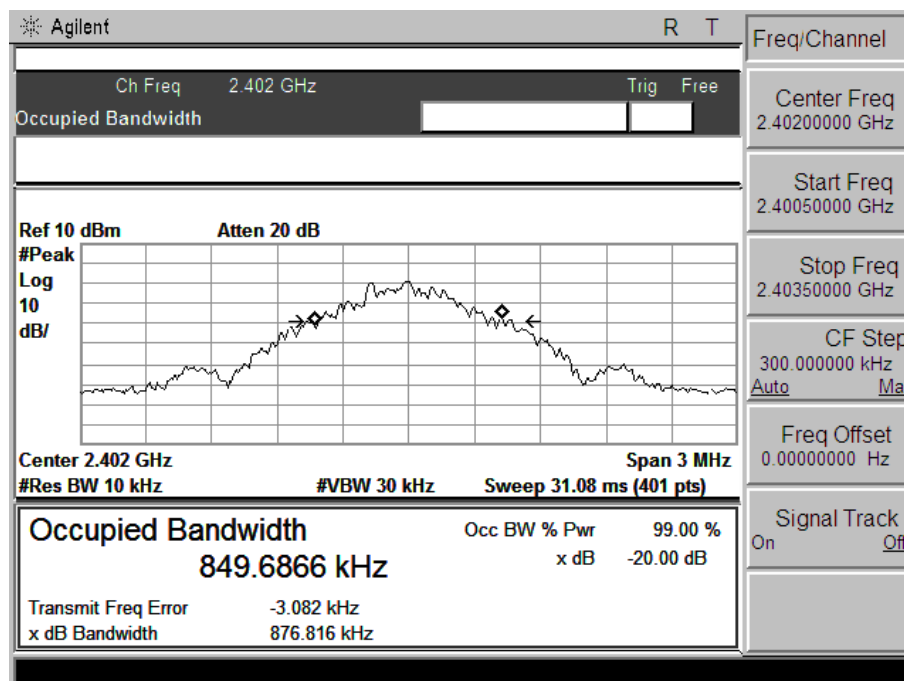 Agilent R T
Freq/Channel
Ch Freq 2.402 GHz Trig Free
Occupied Bandwidth
Center Freq
2.40200000 GHz
Start Freq
2.40050000 GHz
Stop Freq
2.40350000 GHz
CF Step
300.000000 kHz
Auto Ma
Freq Offset
0.00000000 Hz
Signal Track
On Off
Ref 10 dBm Atten 20 dB
#Peak
Log
10
dB/
Center 2.402 GHz Span 3 MHz
#Res BW 10 kHz #VBW 30 kHz Sweep 31.08 ms (401 pts)
Occupied Bandwidth
849.6866 kHz
Occ BW % Pwr 99.00 %
x dB -20.00 dB
Transmit Freq Error -3.082 kHz
x dB Bandwidth 876.816 kHz